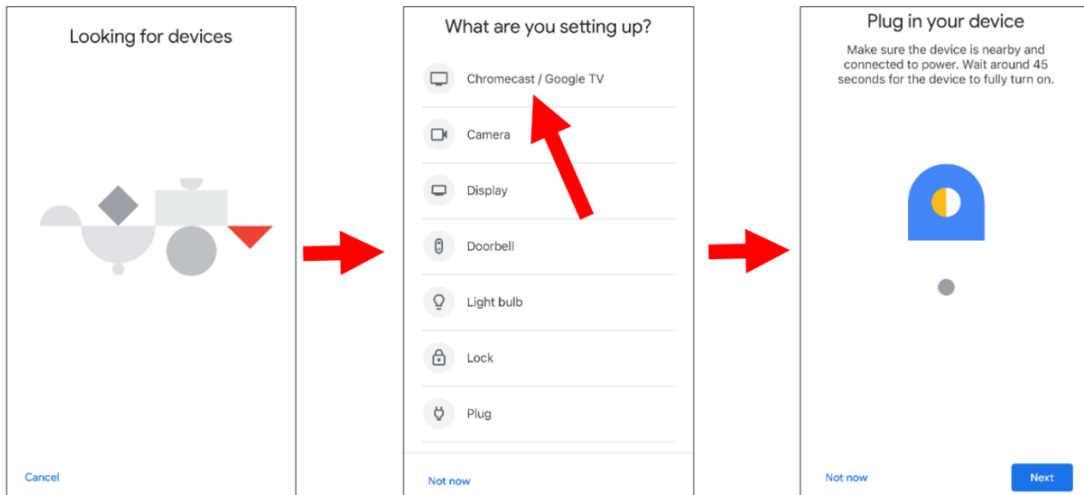 Looking for devices
Cancel
What are you setting up?
Chromecast / Google TV
Camera
Display
Doorbell
Light bulb
Lock
Plug
Not now
Plug in your device
Make sure the device is nearby and
connected to power. Wait around 45
seconds for the device to fully turn on.
Not now
Next